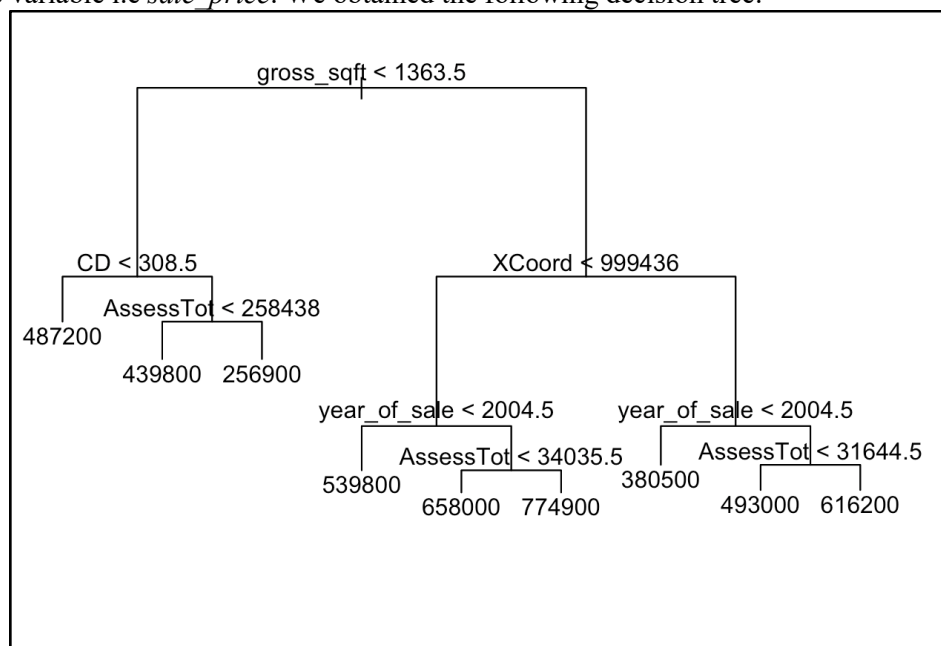 variable i.e sale_price. We obtained the following decision tree.
gross_sqft < 1363.5
CD < 308.5
XCoord < 999436
AssessTot < 258438
487200
439800 256900
year_of_sale < 2004.5
year_of_sale < 2004.5
AssessTot < 34035.5
AssessTot < 31644.5
539800
380500
658000 774900
493000 616200